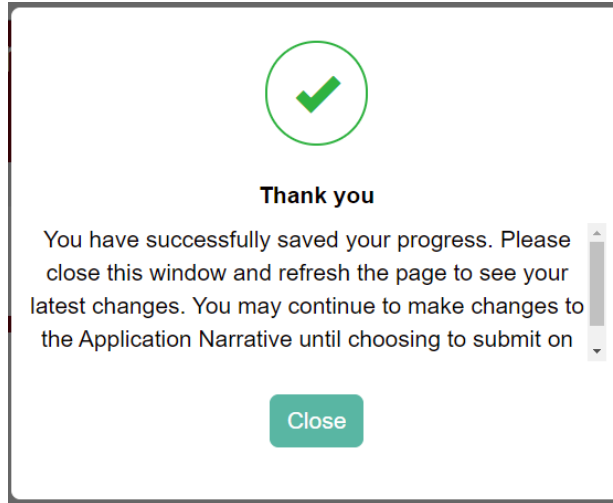 Thank you
You have successfully saved your progress. Please
close this window and refresh the page to see your
latest changes. You may continue to make changes to
the Application Narrative until choosing to submit on
Close